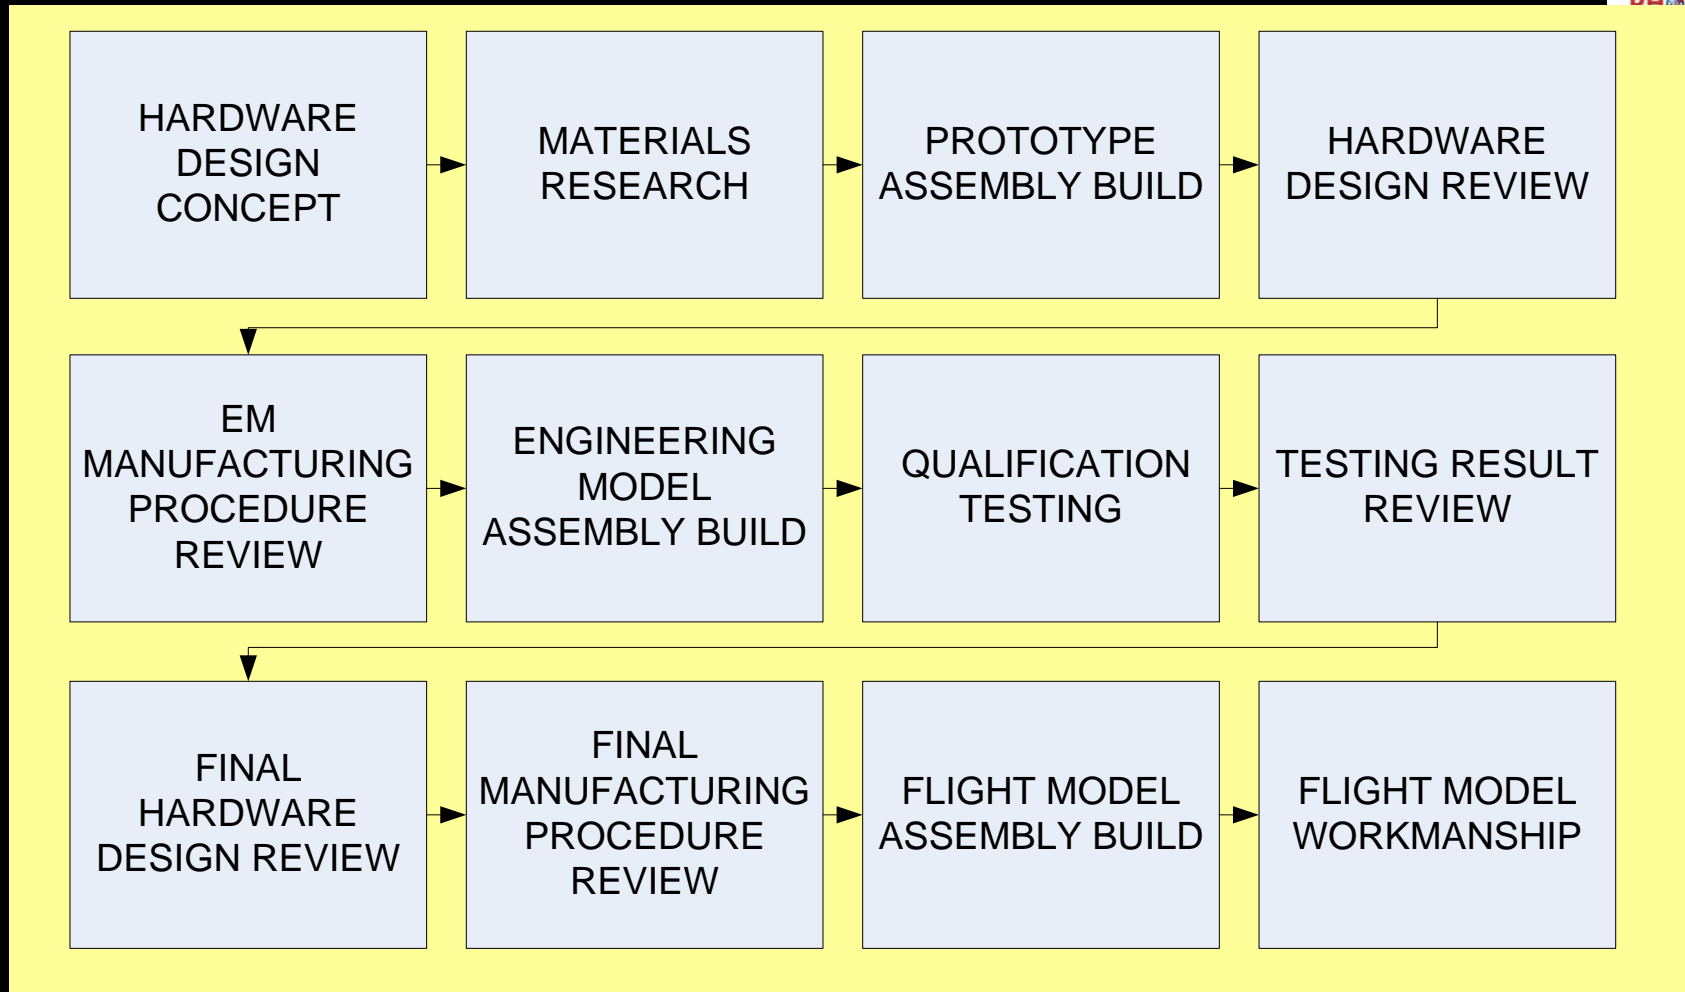 HARDWARE
DESIGN
CONCEPT
MATERIALS
RESEARCH
PROTOTYPE
ASSEMBLY BUILD
HARDWARE
DESIGN REVIEW
EM
MANUFACTURING
PROCEDURE
REVIEW
ENGINEERING
MODEL
ASSEMBLY BUILD
QUALIFICATION
TESTING
TESTING RESULT
REVIEW
FINAL
HARDWARE
DESIGN REVIEW
FINAL
MANUFACTURING
PROCEDURE
REVIEW
FLIGHT MODEL
ASSEMBLY BUILD
FLIGHT MODEL
WORKMANSHIP